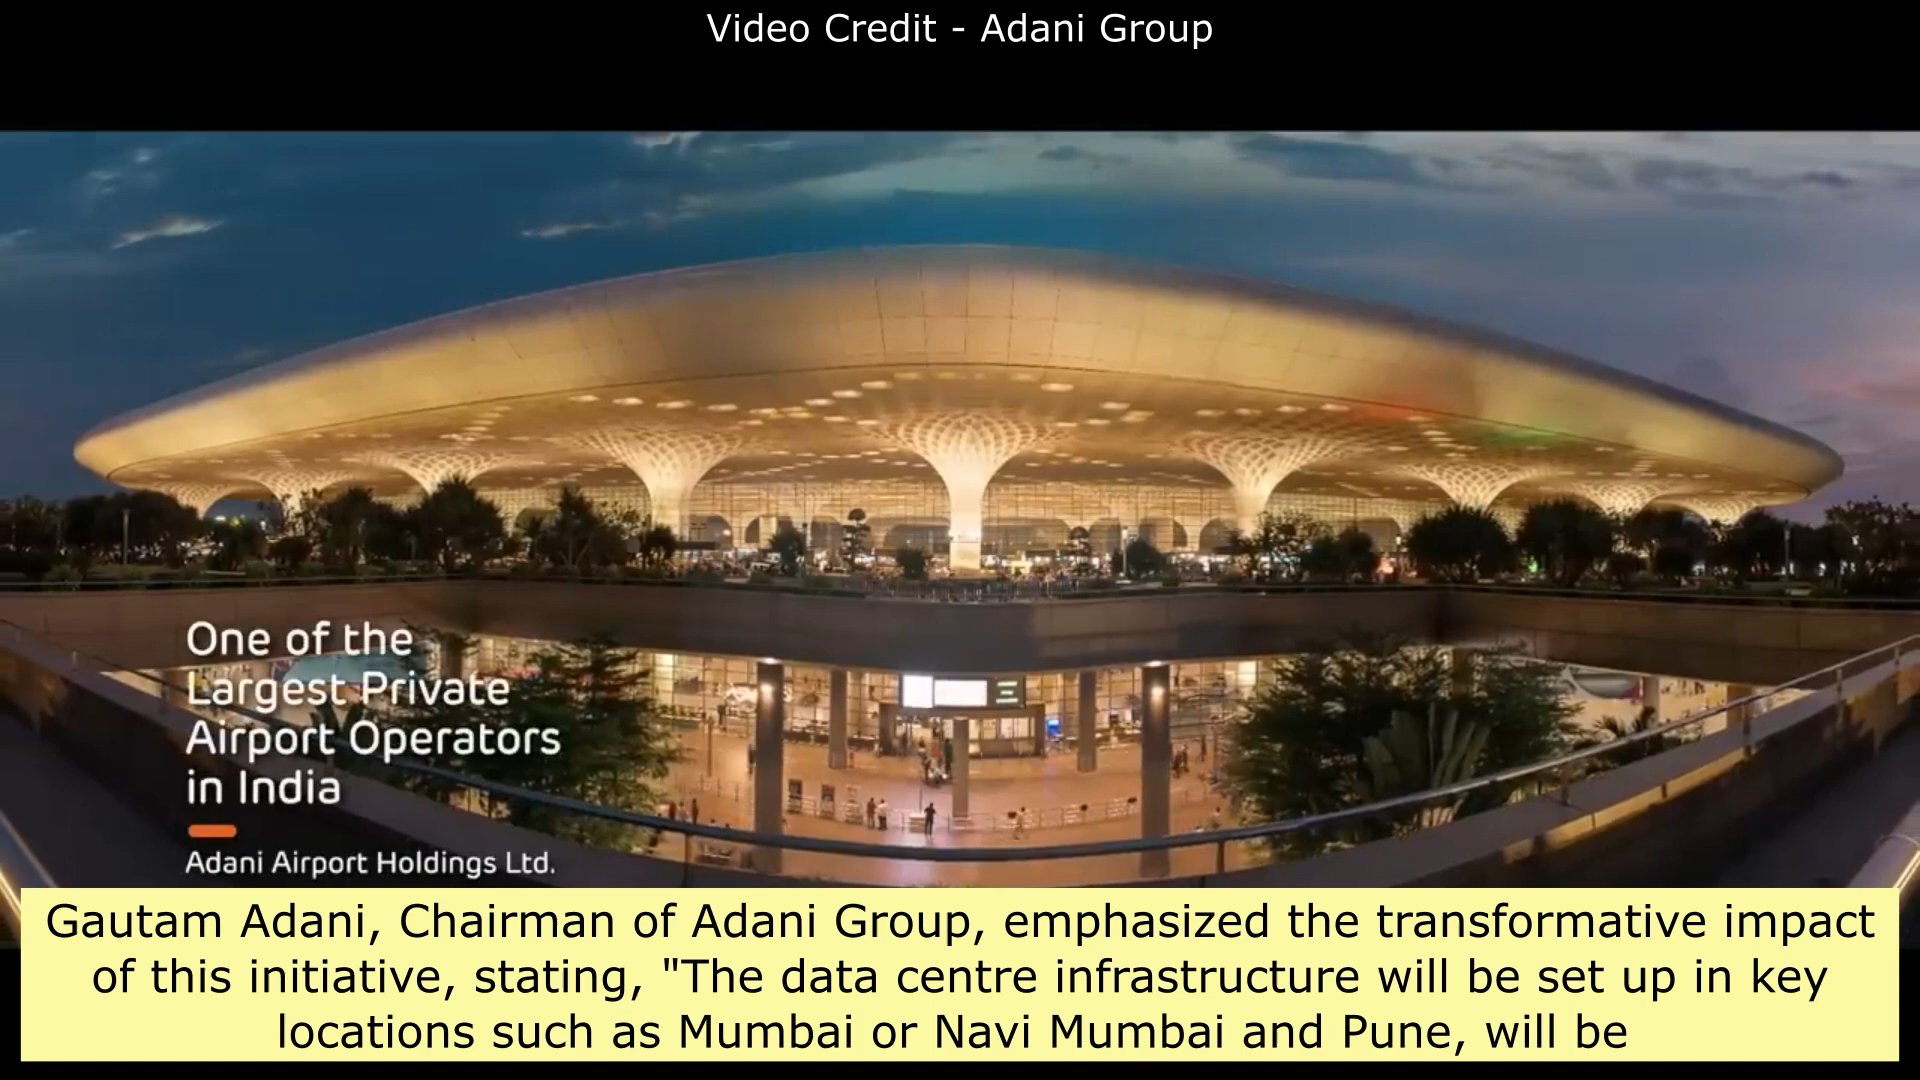 Video Credit - Adani Group
One of the
Largest Private
Airport Operators
in India
Adani Airport Holdings Ltd.
Gautam Adani, Chairman of Adani Group, emphasized the transformative impact
of this initiative, stating, "The data centre infrastructure will be set up in key
locations such as Mumbai or Navi Mumbai and Pune, will be